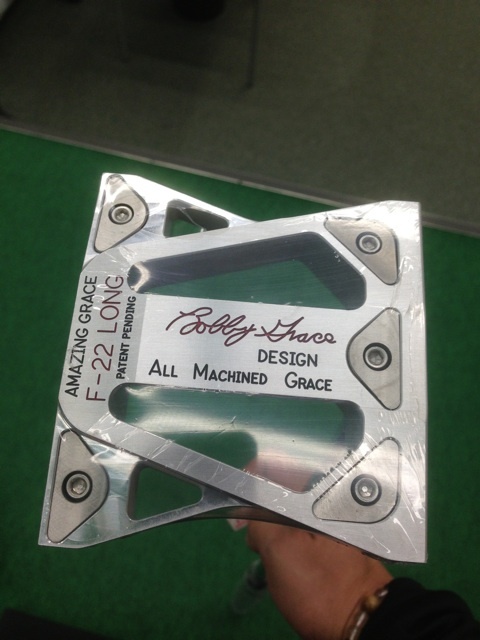 AMAZING GRACE
F-22 LONG
PATENT PENDING
Bobby Grace
DESIGN
ALL MACHINED GRACE